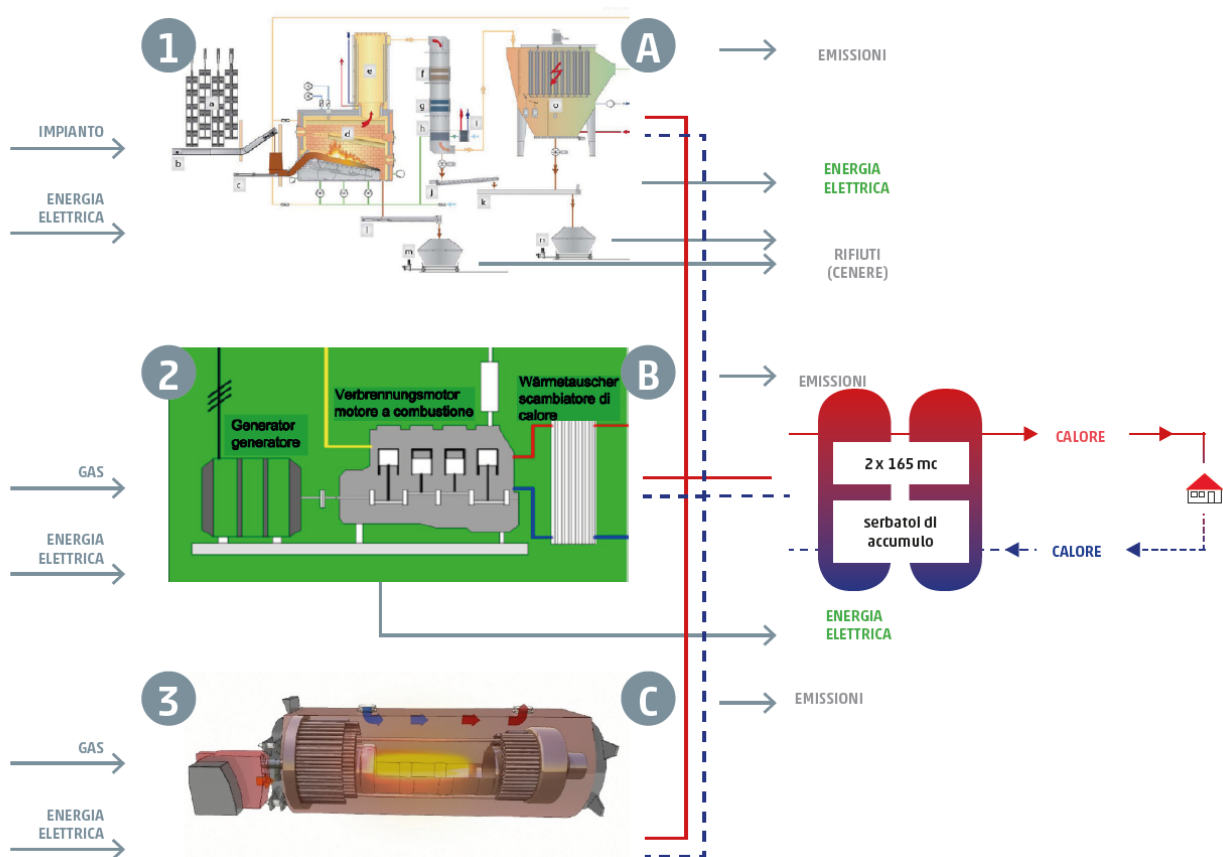 1
A
EMISSIONI
IMPIANTO
ENERGIA
ELETTRICA
a
b
c
d
e
f
g
h
i
j
k
l
m
n
o
ENERGIA
ELETTRICA
RIFIUTI
(CENERE)
2
B
EMISSIONI
GAS
ENERGIA
ELETTRICA
Generator
generatore
Verbrennungsmotor
motore a combustione
Wärmetauscher
scambiatore di
calore
2 x 165 mc
serbatoi di
accumulo
CALORE
CALORE
ENERGIA
ELETTRICA
3
C
EMISSIONI
GAS
ENERGIA
ELETTRICA